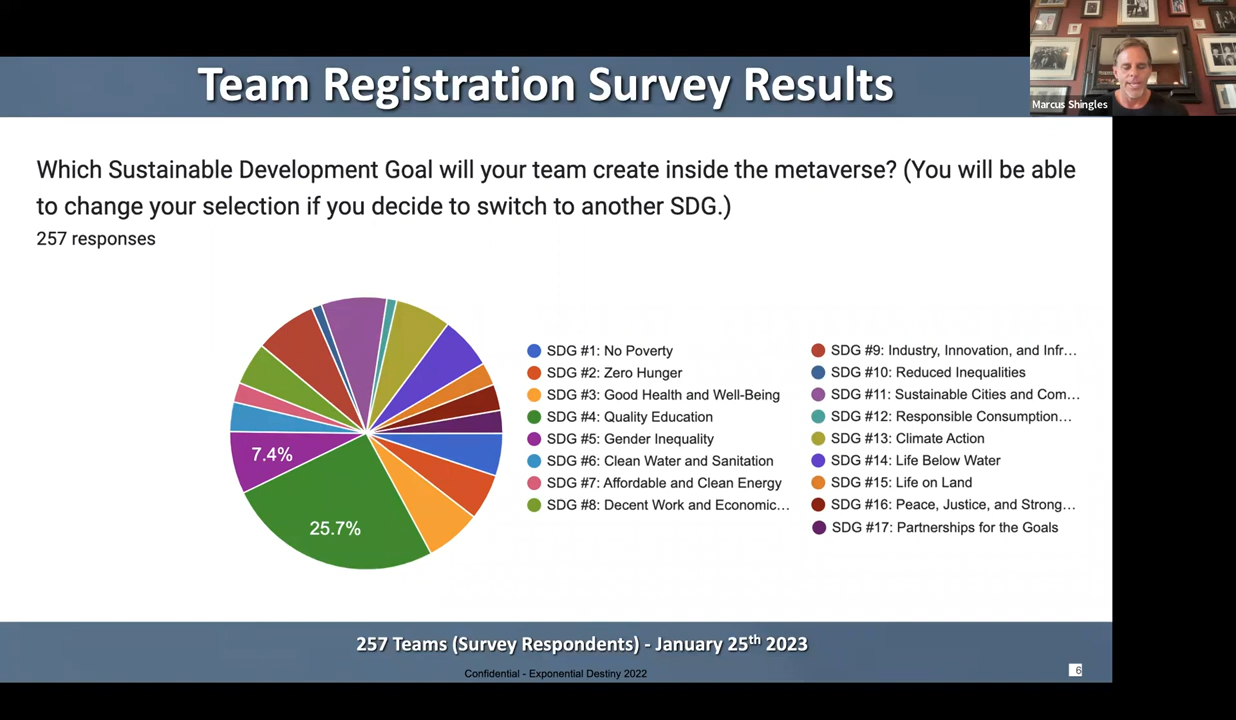 Team Registration Survey Results
Marcus Shingles
Which Sustainable Development Goal will your team create inside the metaverse? (You will be able
to change your selection if you decide to switch to another SDG.)
257 responses
7.4%
25.7%
SDG #1: No Poverty
SDG #2: Zero Hunger
SDG #3: Good Health and Well-Being
SDG #4: Quality Education
SDG #5: Gender Inequality
SDG #6: Clean Water and Sanitation
SDG #7: Affordable and Clean Energy
SDG #8: Decent Work and Economic…
SDG #9: Industry, Innovation, and Infr…
SDG #10: Reduced Inequalities
SDG #11: Sustainable Cities and Com…
SDG #12: Responsible Consumption…
SDG #13: Climate Action
SDG #14: Life Below Water
SDG #15: Life on Land
SDG #16: Peace, Justice, and Strong…
SDG #17: Partnerships for the Goals
257 Teams (Survey Respondents) - January 25th 2023
Confidential - Exponential Destiny 2022
6